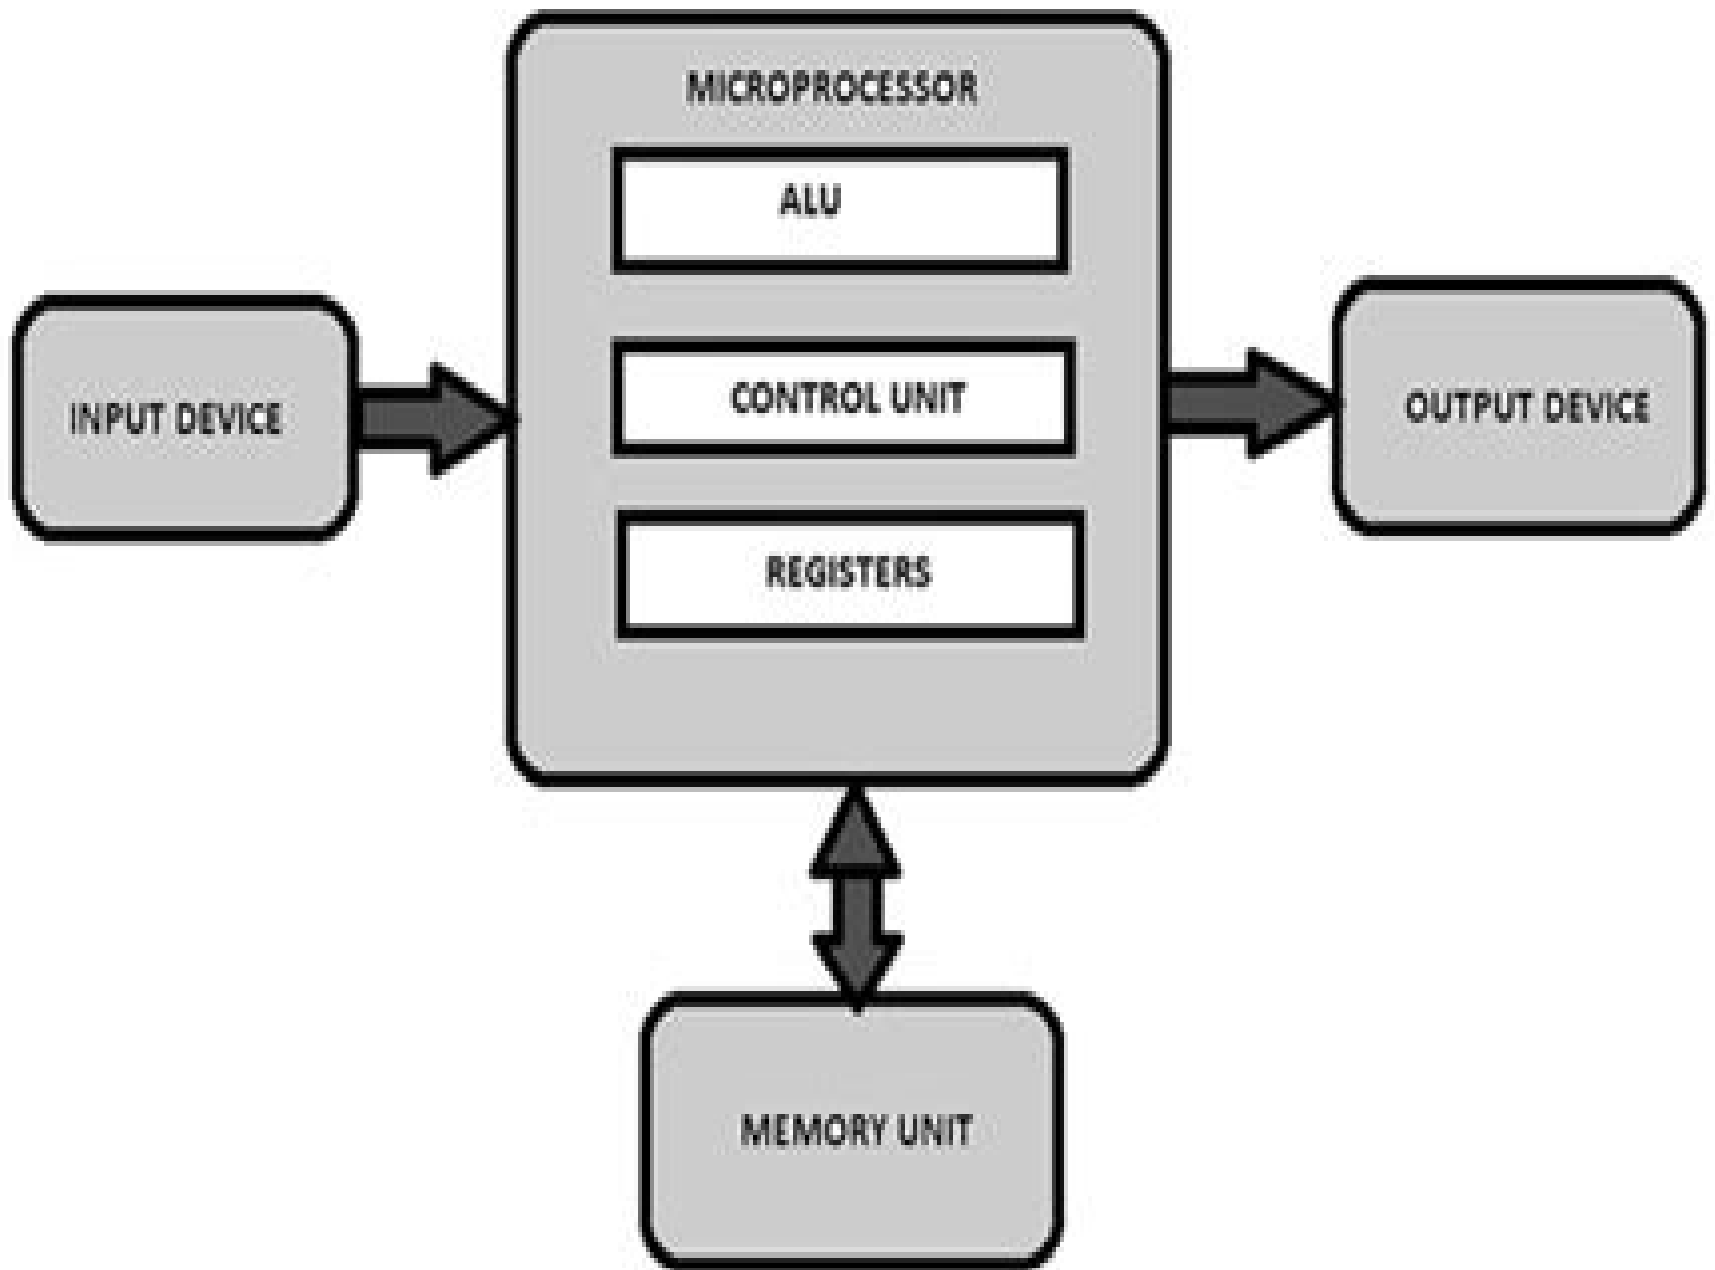 MICROPROCESSOR
ALU
INPUT DEVICE
CONTROL UNIT
OUTPUT DEVICE
REGISTERS
MEMORY UNIT